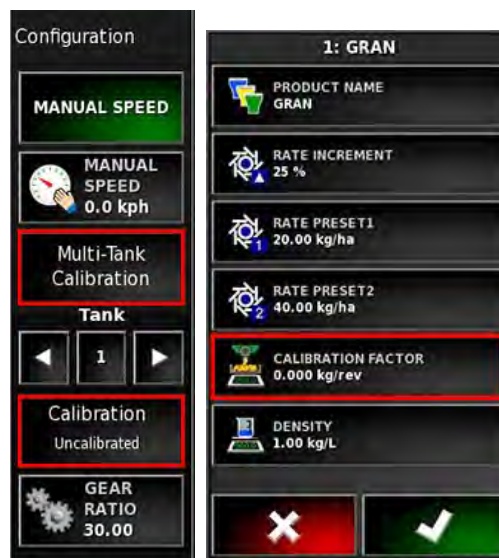 Configuration
MANUAL SPEED
MANUAL
SPEED
0.0 kph
Multi-Tank
Calibration
Tank
1
Calibration
Uncalibrated
GEAR
RATIO
30.00
1: GRAN
PRODUCT NAME
GRAN
RATE INCREMENT
25 %
RATE PRESET1
20.00 kg/ha
1
RATE PRESET2
40.00 kg/ha
2
CALIBRATION FACTOR
0.000 kg/rev
DENSITY
1.00 kg/L